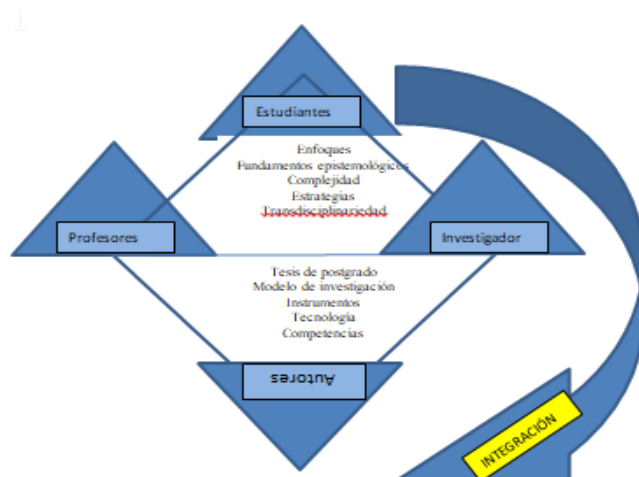 Estudiantes
Enfoques
Fundamentos epistemológicos
Complejidad
Estrategias
Transdisciplinariedad
Profesores
Investigador
Tesis de postgrado
Modelo de investigación
Instrumentos
Tecnología
Competencias
Autores
INTEGRACIÓN